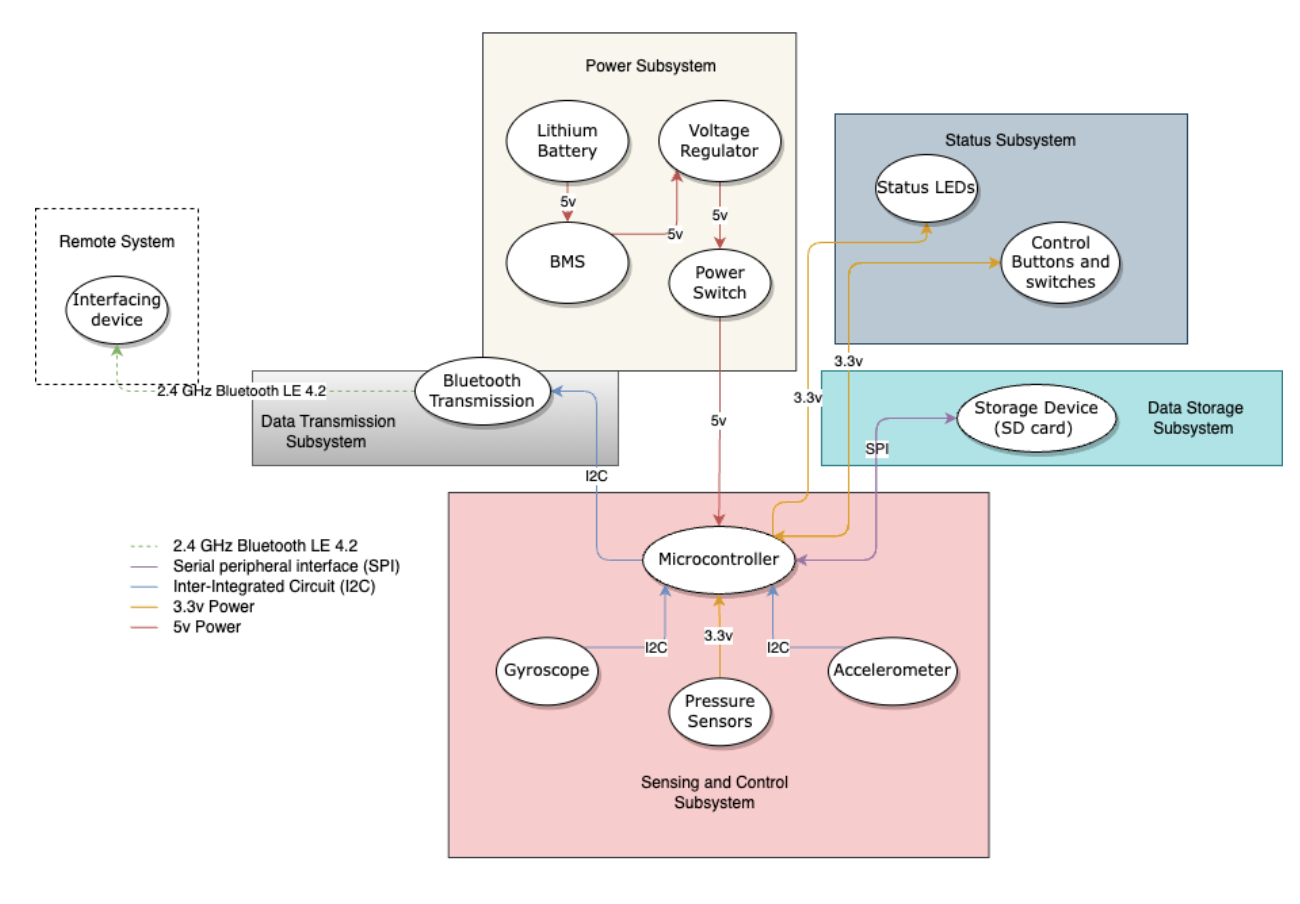 Power Subsystem
Lithium
Battery
Voltage
Regulator
5v
5v
5v
BMS
Power
Switch
Status Subsystem
Status LEDs
Control
Buttons and
switches
Remote System
Interfacing
device
2.4 GHz Bluetooth LE 4.2
Bluetooth
Transmission
Data Transmission
Subsystem
3.3v
3.3v
5v
Storage Device
(SD card)
Data Storage
Subsystem
SPI
I2C
Microcontroller
2.4 GHz Bluetooth LE 4.2
Serial peripheral interface (SPI)
Inter-Integrated Circuit (I2C)
3.3v Power
5v Power
I2C
3.3v
I2C
Gyroscope
Pressure
Sensors
Accelerometer
Sensing and Control
Subsystem